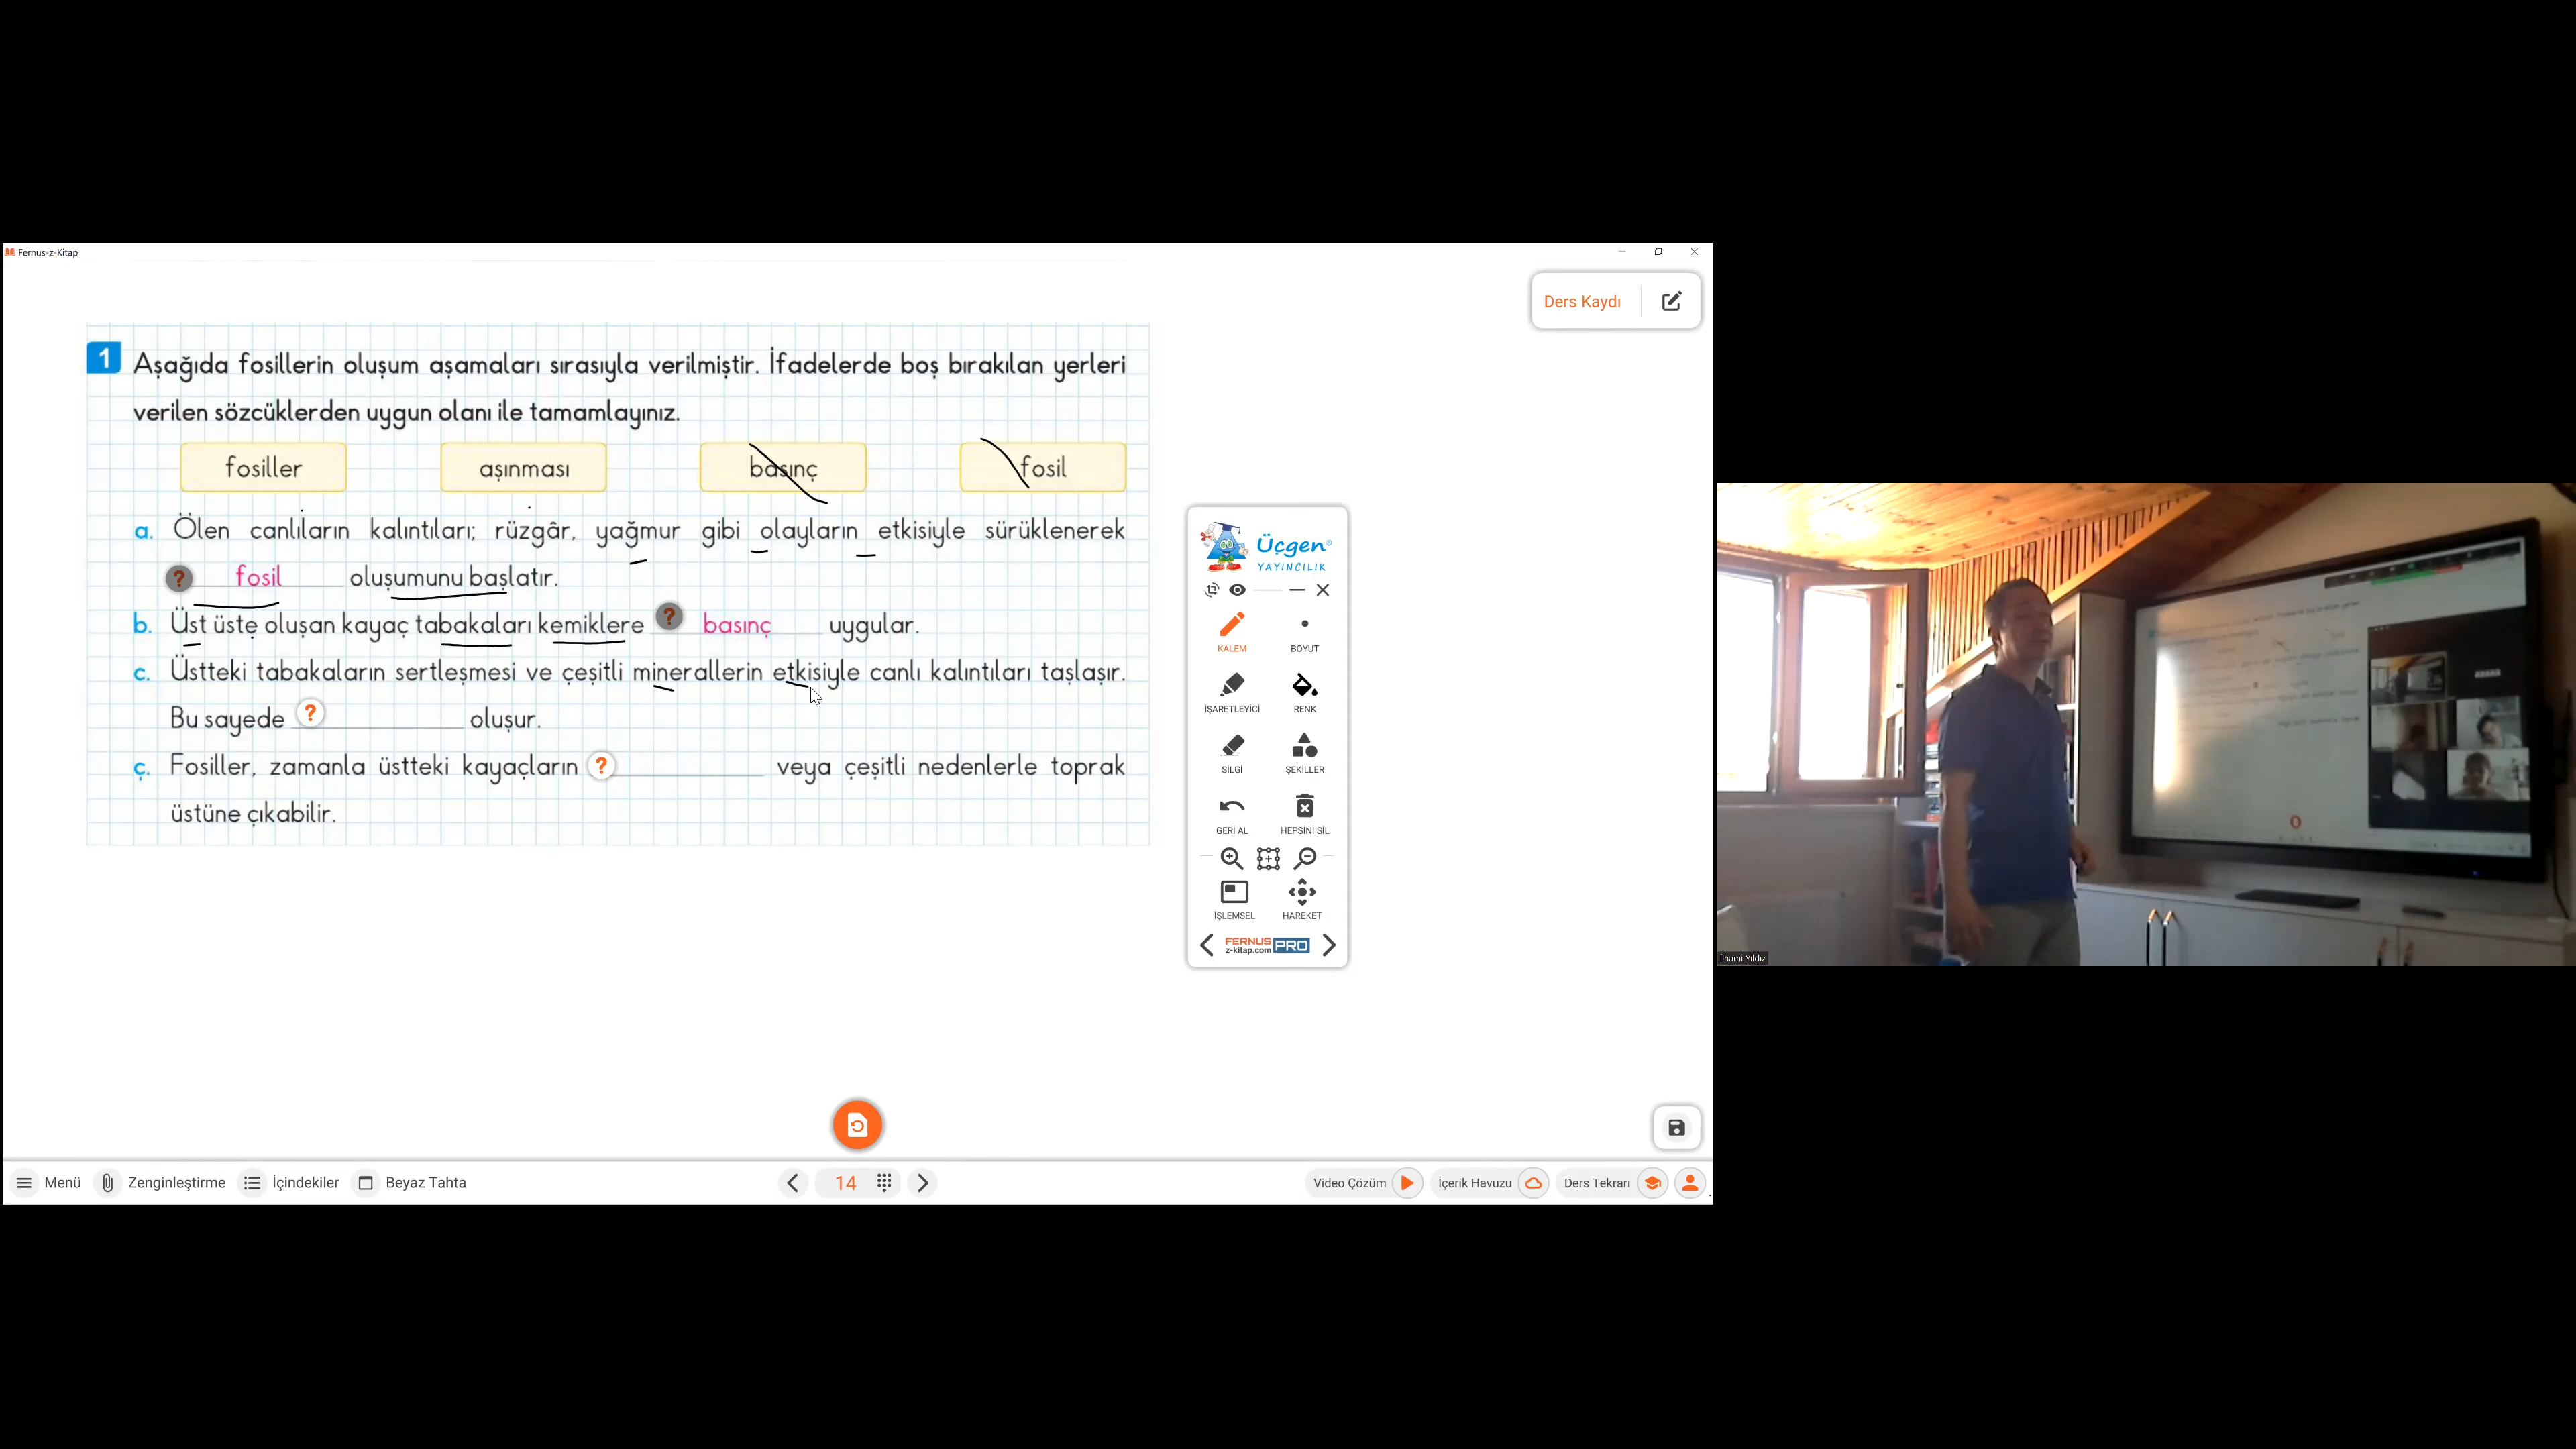 Fernus-z-Kitap
Ders Kaydı
1 Aşağıda fosillerin oluşum aşamaları sırasıyla verilmiştir. İfadelerde boş bırakılan yerleri
verilen sözcüklerden uygun olanı ile tamamlayınız.
fosiller aşınması basınç fosil
a. Ölen canlıların kalıntıları; rüzgâr, yağmur gibi olayların etkisiyle sürüklenerek
? fosil oluşumunu başlatır.
b. Üst üste oluşan kayaç tabakaları kemiklere ? basınç uygular.
c. Üstteki tabakaların sertleşmesi ve çeşitli minerallerin etkisiyle canlı kalıntıları taşlaşır.
Bu sayede ? oluşur.
ç. Fosiller, zamanla üstteki kayaçların ? veya çeşitli nedenlerle toprak
üstüne çıkabilir.
Üçgen®
YAYINCILIK
KALEM BOYUT
İŞARETLEYİCİ RENK
SİLGİ ŞEKİLLER
GERİ AL HEPSİNİ SİL
İŞLEMSEL HAREKET
FERNUS
z-kitap.com PRO
İlhami Yıldız
Menü Zenginleştirme İçindekiler Beyaz Tahta 14 Video Çözüm İçerik Havuzu Ders Tekrarı